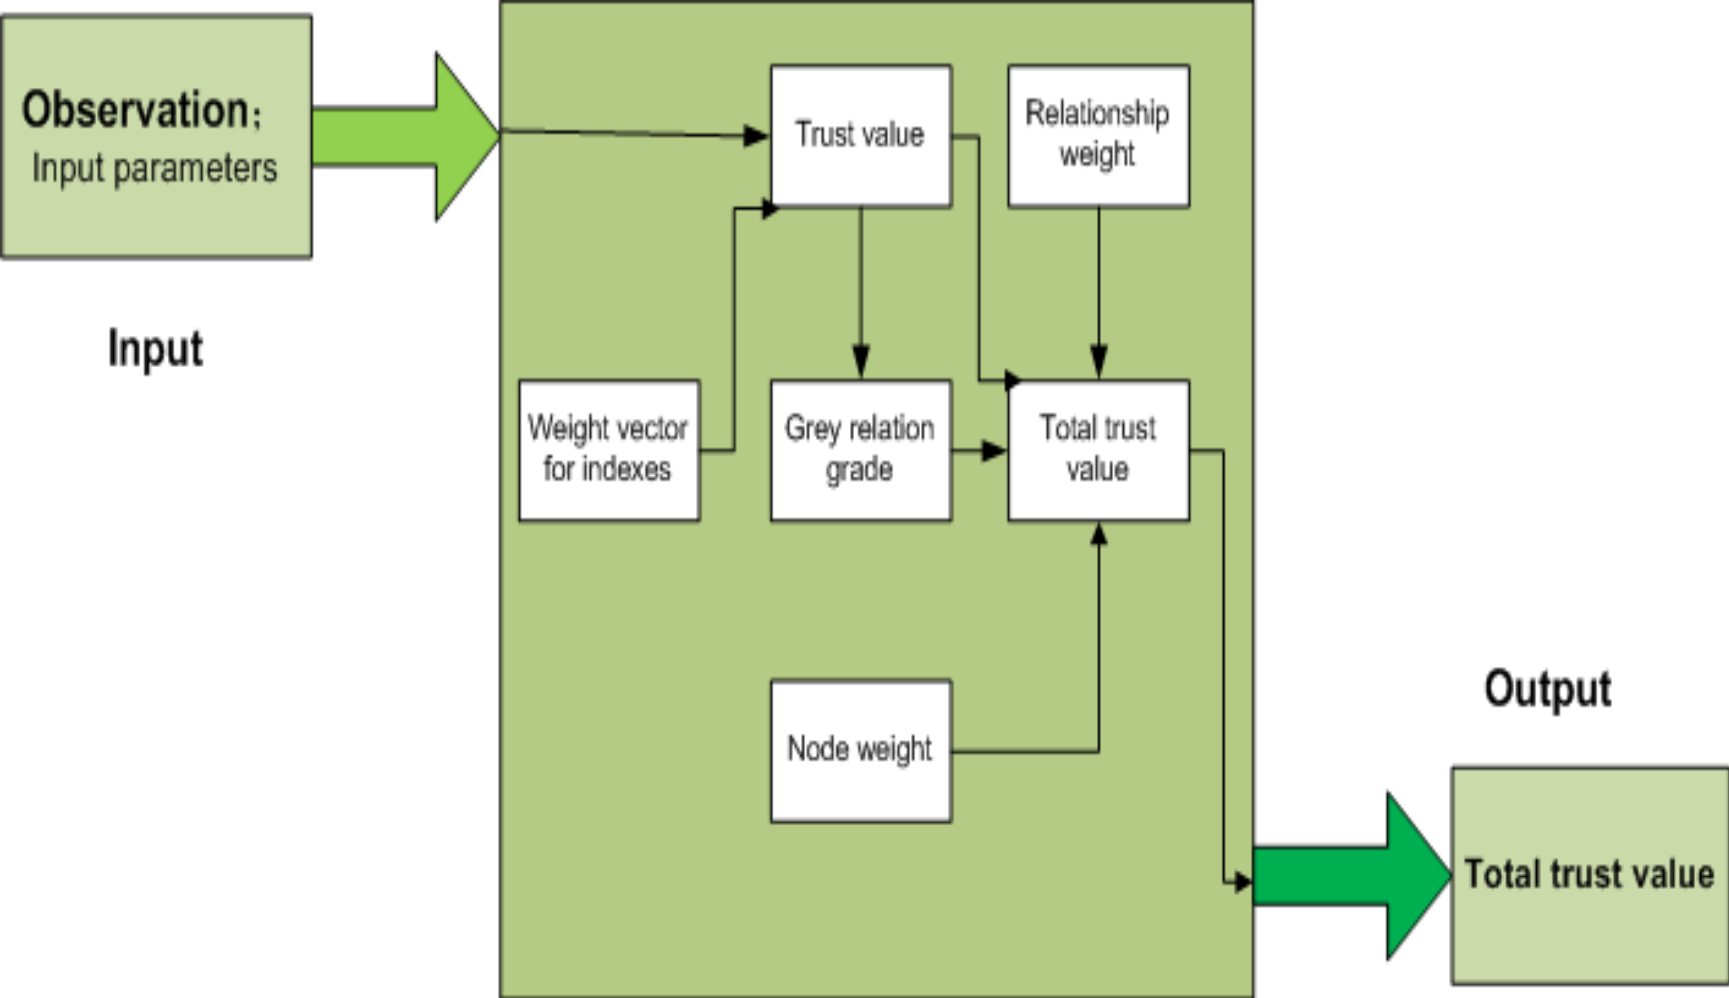 Observation;
Input parameters
Input
Trust value
Relationship
weight
Weight vector
for indexes
Grey relation
grade
Total trust
value
Node weight
Output
Total trust value